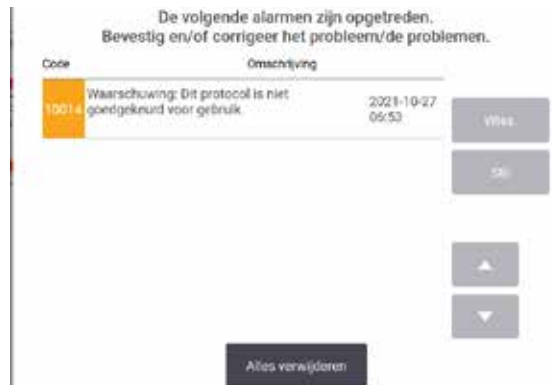 De volgende alarmen zijn opgetreden.
Bevestig en/of corrigeer het probleem/de problemen.
Code Omschrijving
10014 Waarschuwing: Dit protocol is niet goedgekeurd voor gebruik. 2021-10-27 06:53
Wiss.
Stil
Alles verwijderen